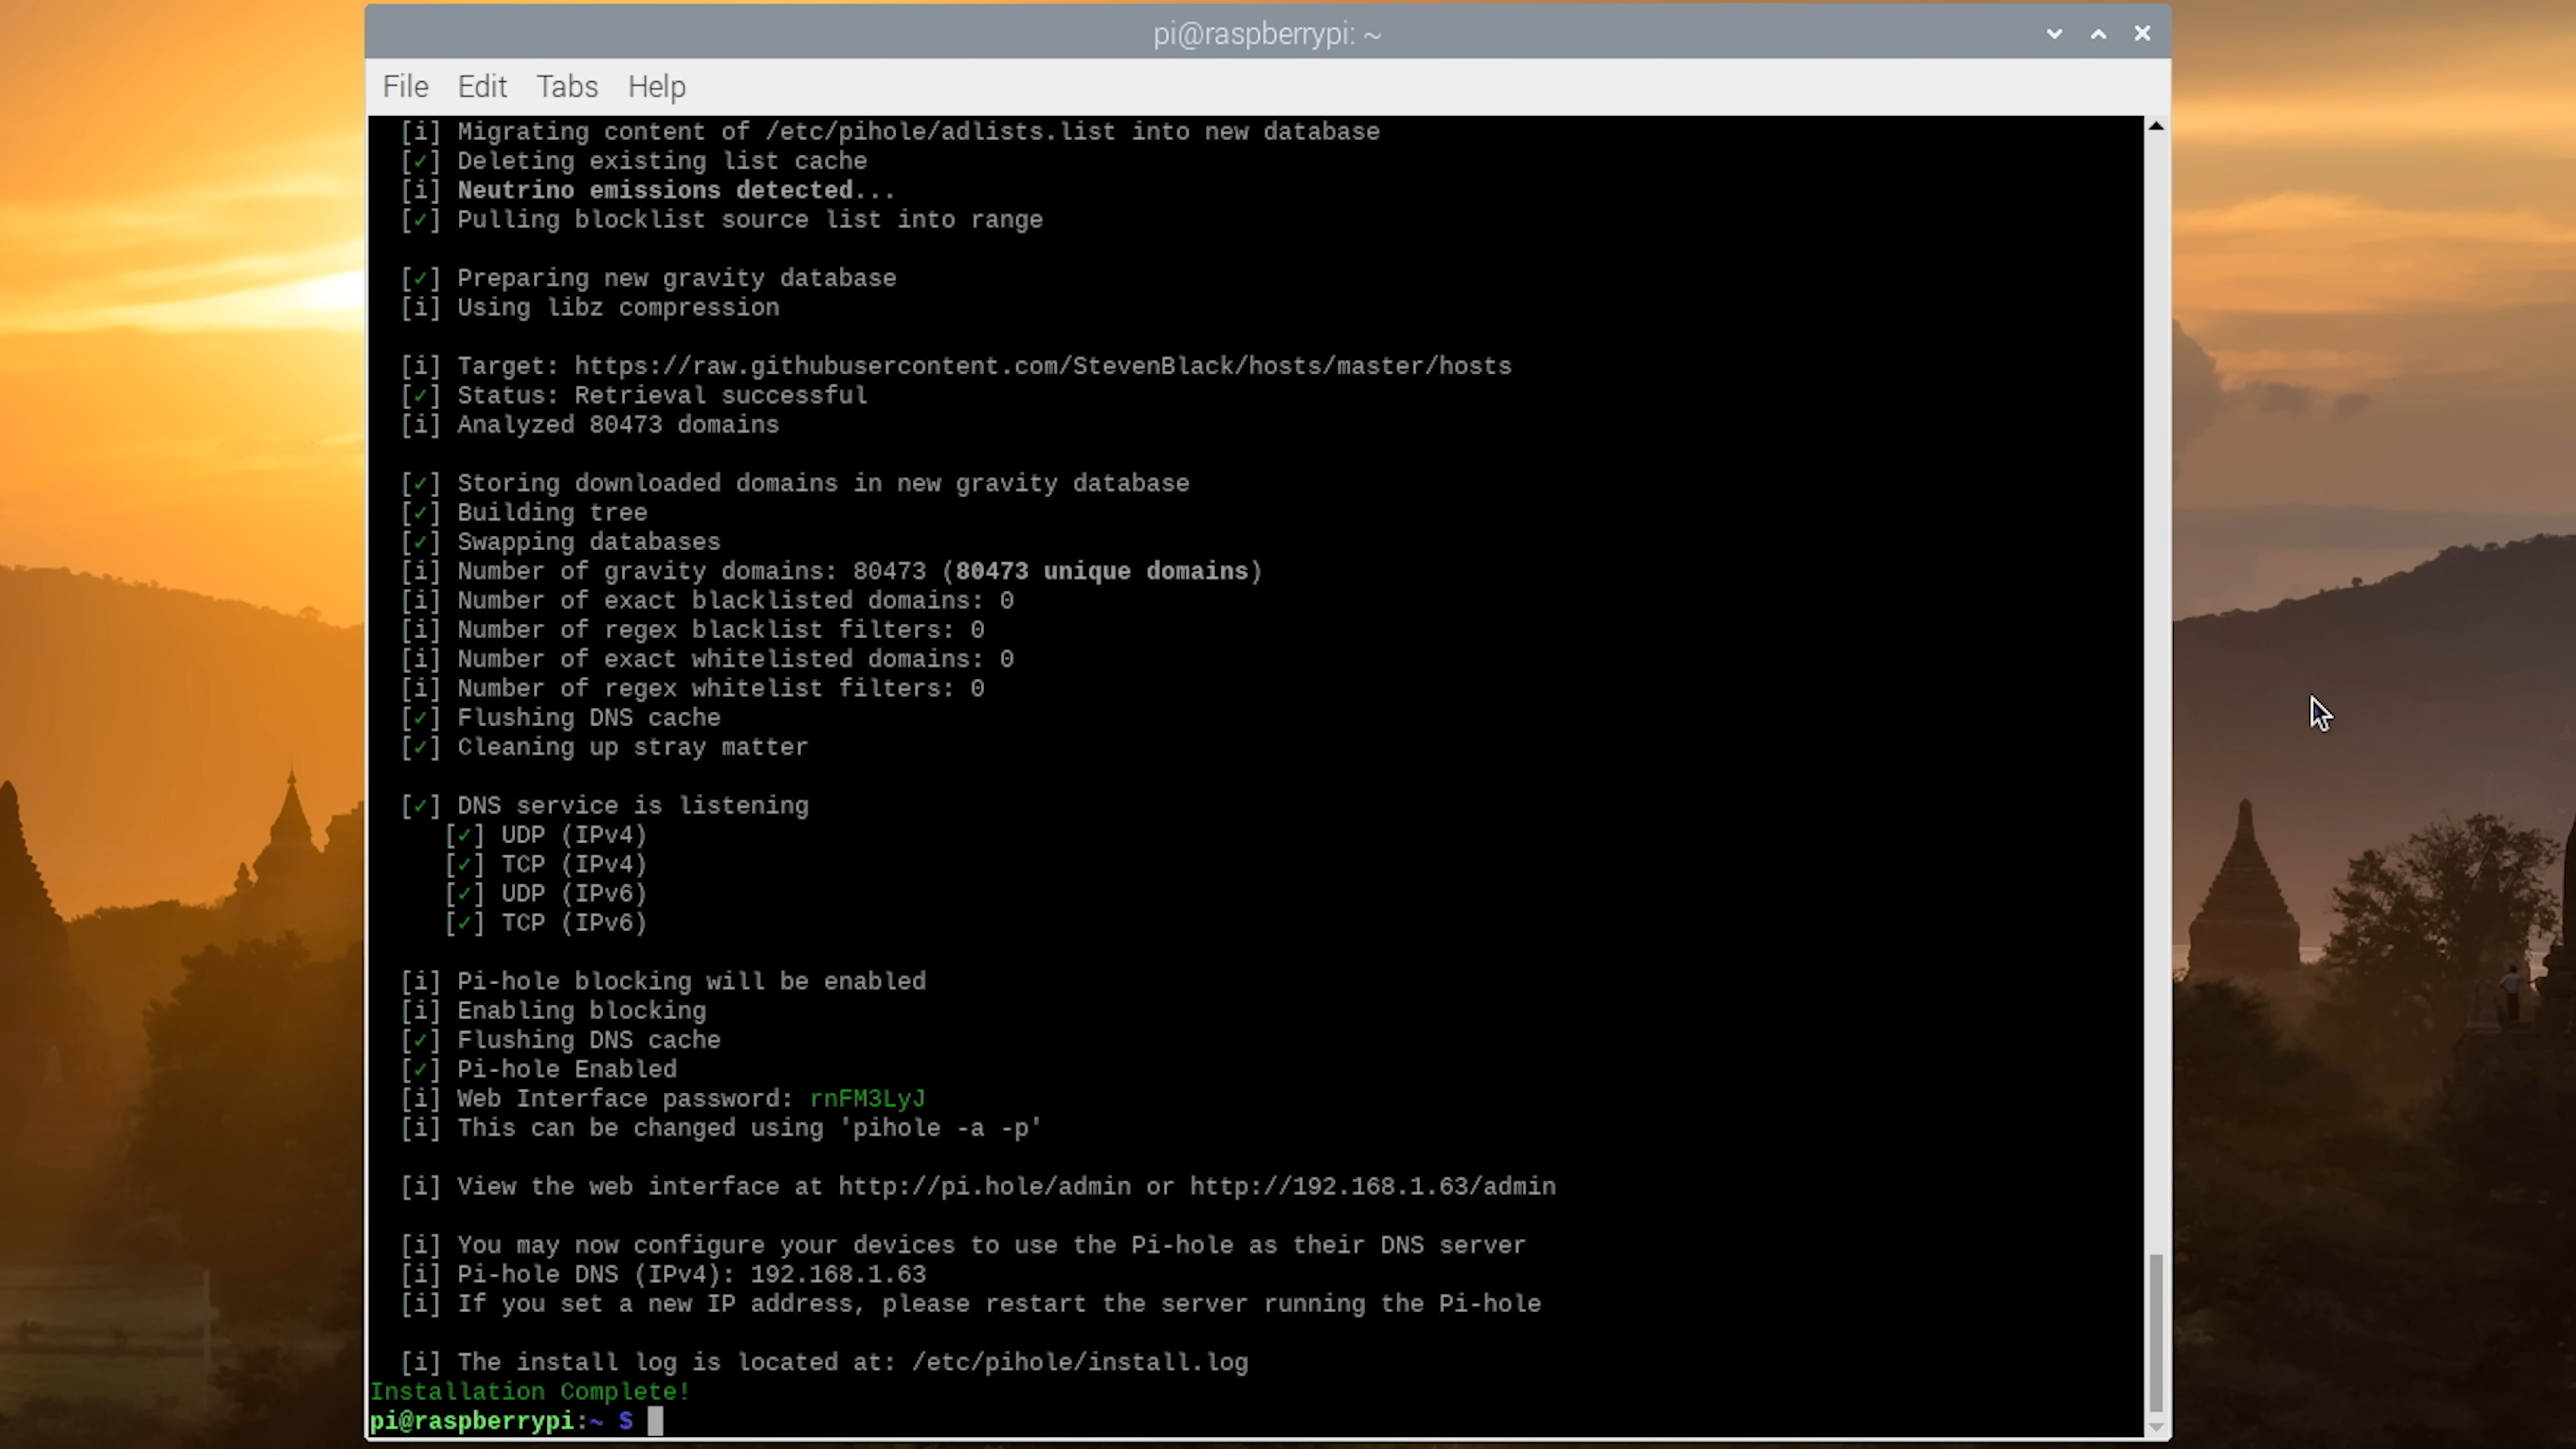 pi@raspberrypi: ~
File Edit Tabs Help
[i] Migrating content of /etc/pihole/adlists.list into new database
[✓] Deleting existing list cache
[i] Neutrino emissions detected...
[✓] Pulling blocklist source list into range
[✓] Preparing new gravity database
[i] Using libz compression
[i] Target: https://raw.githubusercontent.com/StevenBlack/hosts/master/hosts
[✓] Status: Retrieval successful
[i] Analyzed 80473 domains
[✓] Storing downloaded domains in new gravity database
[✓] Building tree
[✓] Swapping databases
[i] Number of gravity domains: 80473 (80473 unique domains)
[i] Number of exact blacklisted domains: 0
[i] Number of regex blacklist filters: 0
[i] Number of exact whitelisted domains: 0
[i] Number of regex whitelist filters: 0
[✓] Flushing DNS cache
[✓] Cleaning up stray matter
[✓] DNS service is listening
[✓] UDP (IPv4)
[✓] TCP (IPv4)
[✓] UDP (IPv6)
[✓] TCP (IPv6)
[i] Pi-hole blocking will be enabled
[i] Enabling blocking
[✓] Flushing DNS cache
[✓] Pi-hole Enabled
[i] Web Interface password: rnFM3LyJ
[i] This can be changed using 'pihole -a -p'
[i] View the web interface at http://pi.hole/admin or http://192.168.1.63/admin
[i] You may now configure your devices to use the Pi-hole as their DNS server
[i] Pi-hole DNS (IPv4): 192.168.1.63
[i] If you set a new IP address, please restart the server running the Pi-hole
[i] The install log is located at: /etc/pihole/install.log
Installation Complete!
pi@raspberrypi:~ $